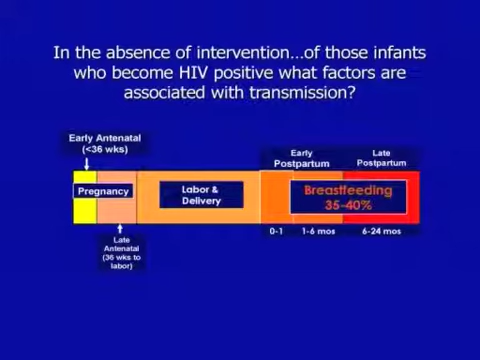 In the absence of intervention...of those infants
who become HIV positive what factors are
associated with transmission?
Early Antenatal
(<36 wks)
Early
Postpartum
Late
Postpartum
Pregnancy
Labor &
Delivery
Breastfeeding
35-40%
0-1
1-6 mos
6-24 mos
Late
Antenatal
(36 wks to
labor)